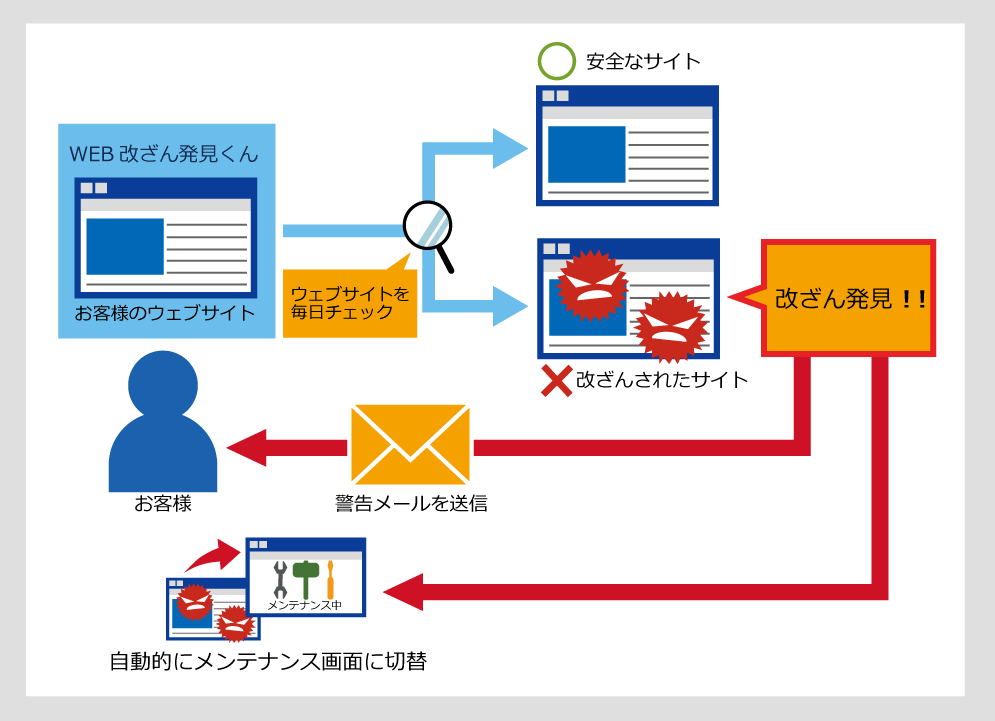 安全なサイト
WEB 改ざん発見くん
お客様のウェブサイト
ウェブサイトを
毎日チェック
改ざん発見 !!
改ざんされたサイト
お客様
警告メールを送信
メンテナンス中
自動的にメンテナンス画面に切替